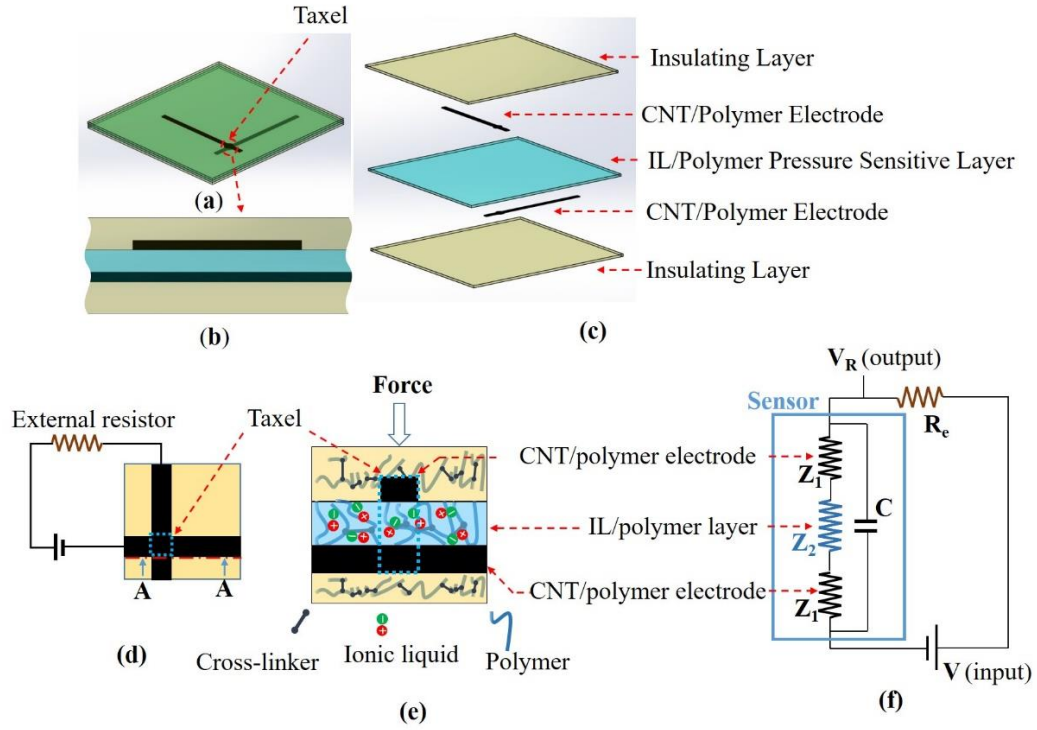 Taxel
(a)
(b)
Insulating Layer
CNT/Polymer Electrode
IL/Polymer Pressure Sensitive Layer
CNT/Polymer Electrode
Insulating Layer
(c)
External resistor
Taxel
A
A
(d)
Force
CNT/polymer electrode
IL/polymer layer
CNT/polymer electrode
Cross-linker
Ionic liquid
Polymer
(e)
V_R (output)
Sensor
R_e
Z_1
C
Z_2
Z_1
V (input)
(f)